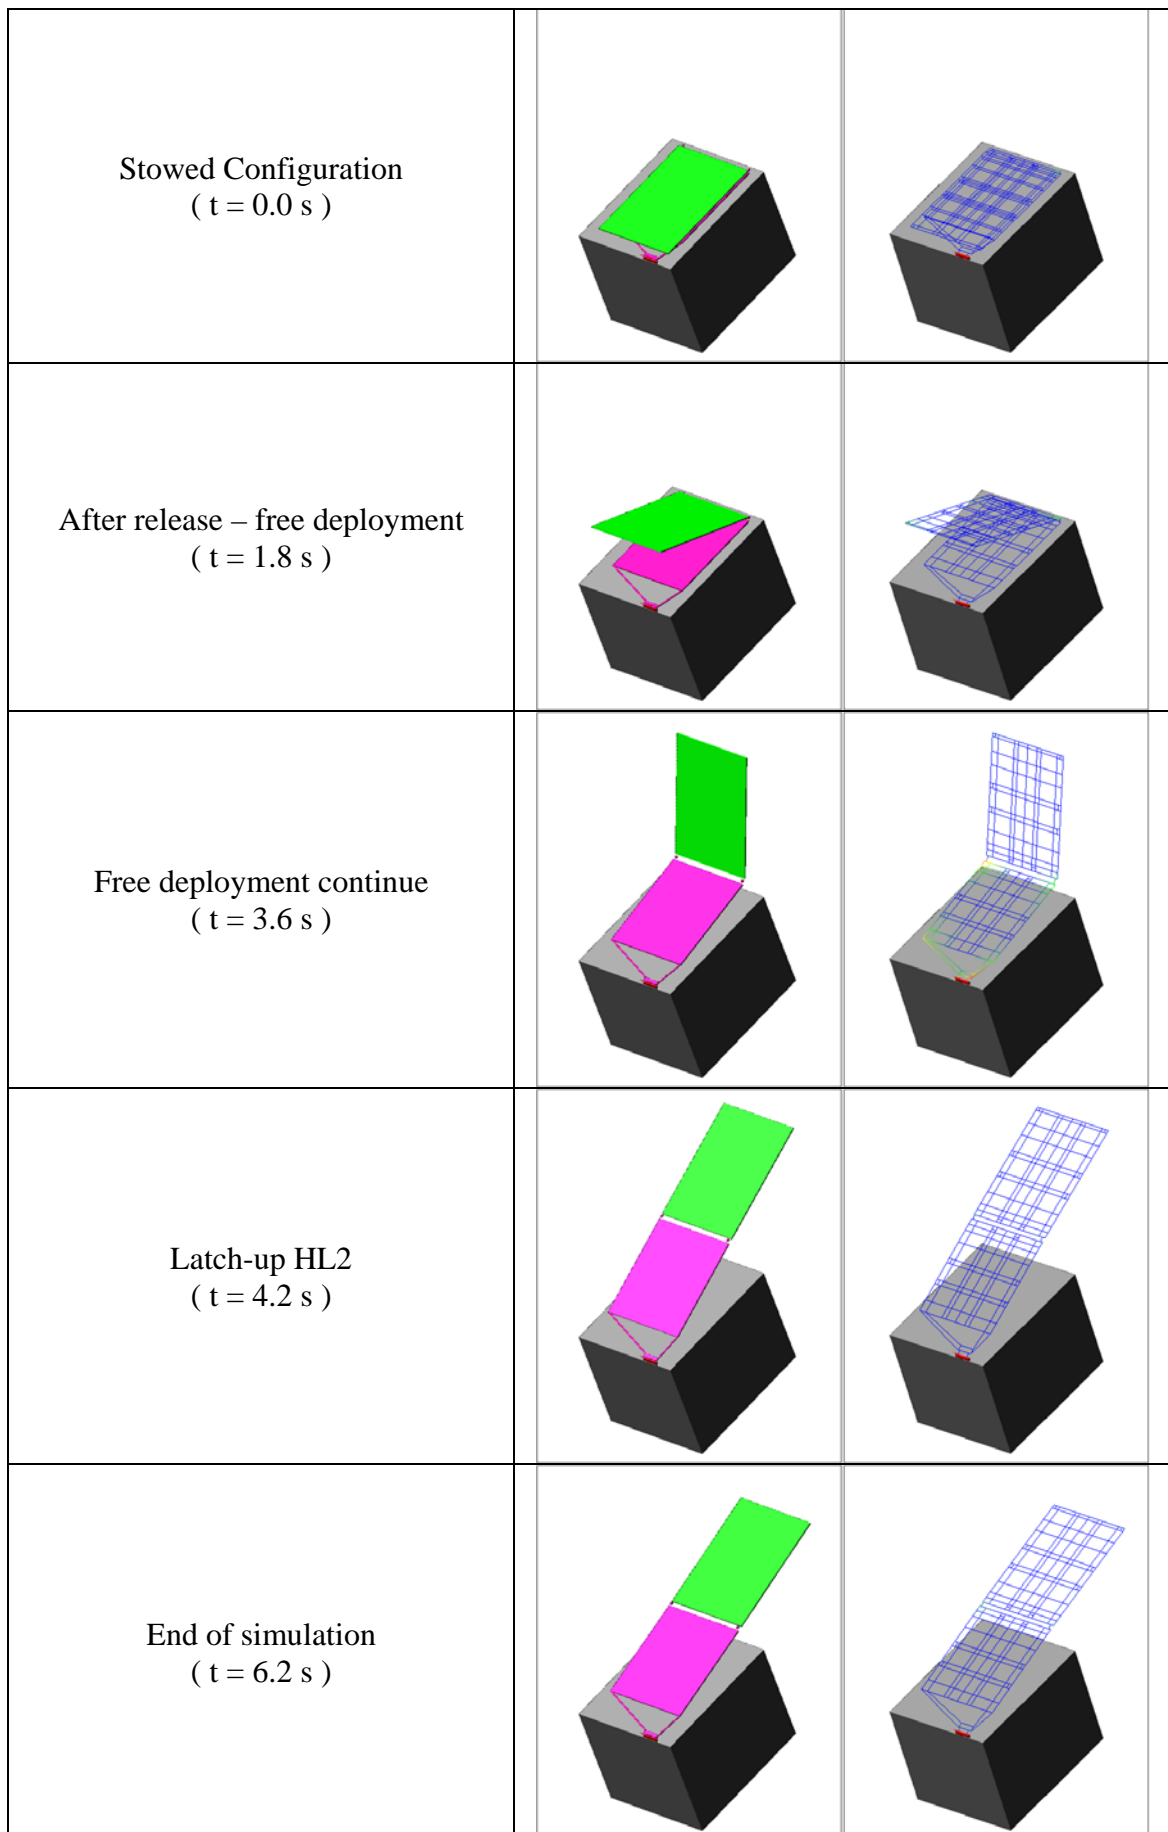 Stowed Configuration
( t = 0.0 s )
After release – free deployment
( t = 1.8 s )
Free deployment continue
( t = 3.6 s )
Latch-up HL2
( t = 4.2 s )
End of simulation
( t = 6.2 s )